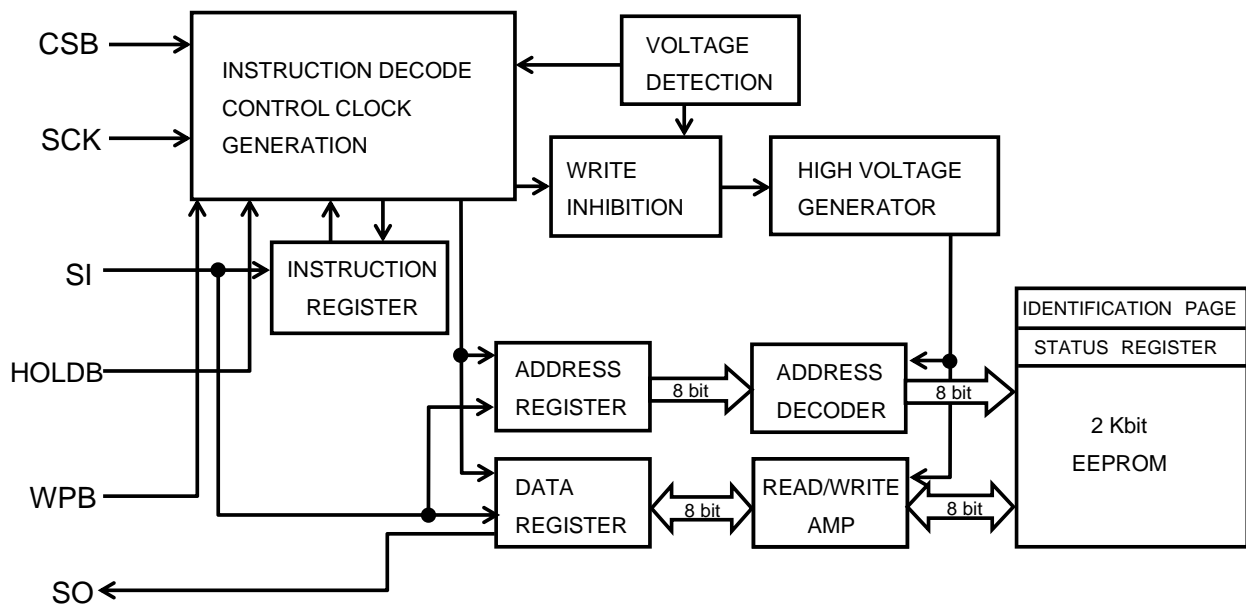 CSB
SCK
SI
HOLDB
WPB
SO
INSTRUCTION DECODE
CONTROL CLOCK
GENERATION
VOLTAGE
DETECTION
WRITE
INHIBITION
HIGH VOLTAGE
GENERATOR
INSTRUCTION
REGISTER
ADDRESS
REGISTER
8 bit
ADDRESS
DECODER
8 bit
DATA
REGISTER
8 bit
READ/WRITE
AMP
8 bit
IDENTIFICATION PAGE
STATUS REGISTER
2 Kbit
EEPROM